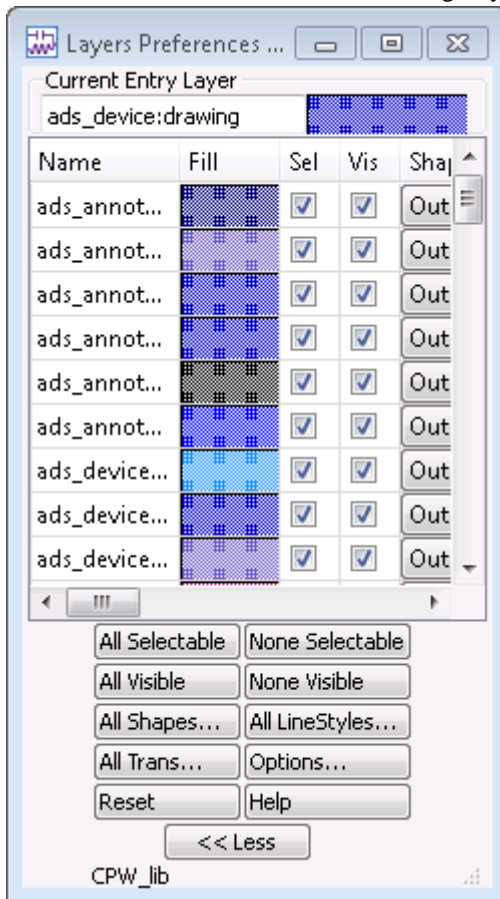 Layers Preferences ...
Current Entry Layer
ads_device:drawing
Name Fill Sel Vis Shap
ads_annot... Out
ads_annot... Out
ads_annot... Out
ads_annot... Out
ads_annot... Out
ads_annot... Out
ads_device... Out
ads_device... Out
ads_device... Out
All Selectable None Selectable
All Visible None Visible
All Shapes... All LineStyles...
All Trans... Options...
Reset Help
<< Less
CPW_lib